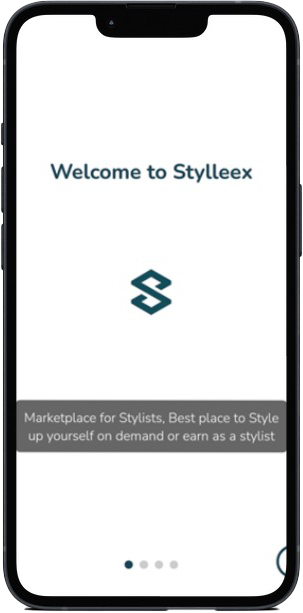 Welcome to Stylleex
Marketplace for Stylists, Best place to Style
up yourself on demand or earn as a stylist